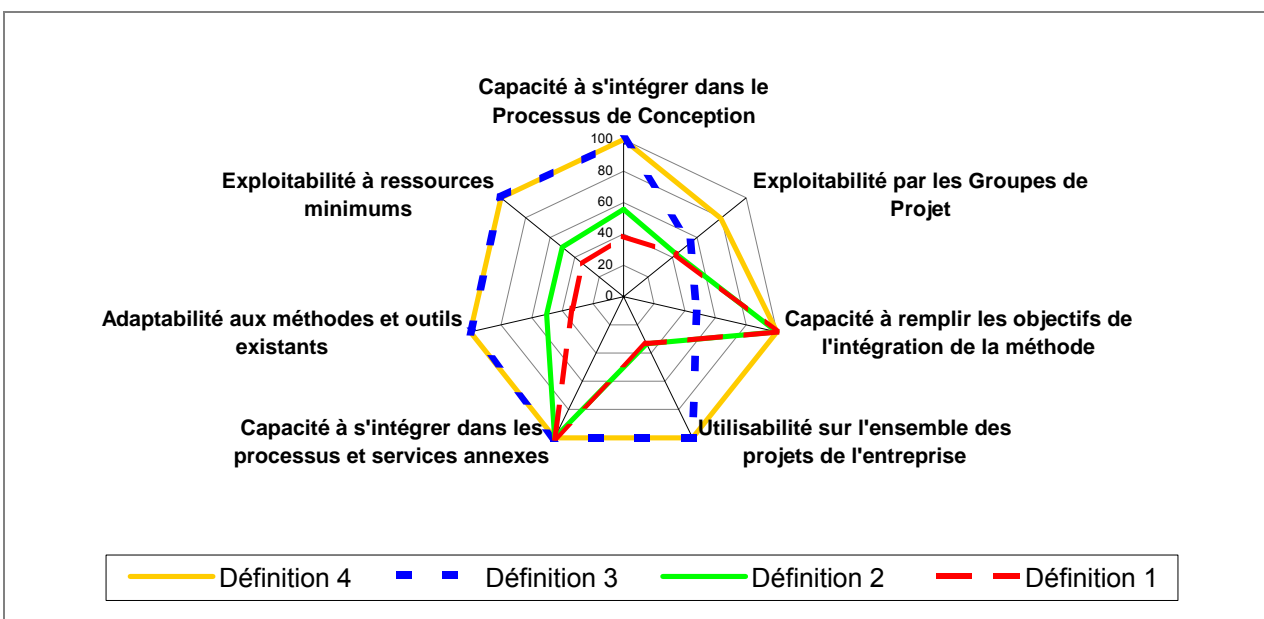 Capacité à s'intégrer dans le
Processus de Conception
100
80
60
40
20
0
Exploitabilité par les Groupes de
Projet
Capacité à remplir les objectifs de
l'intégration de la méthode
Utilisabilité sur l'ensemble des
projets de l'entreprise
Capacité à s'intégrer dans les
processus et services annexes
Adaptabilité aux méthodes et outils
existants
Exploitabilité à ressources
minimums
Définition 4
Définition 3
Définition 2
Définition 1